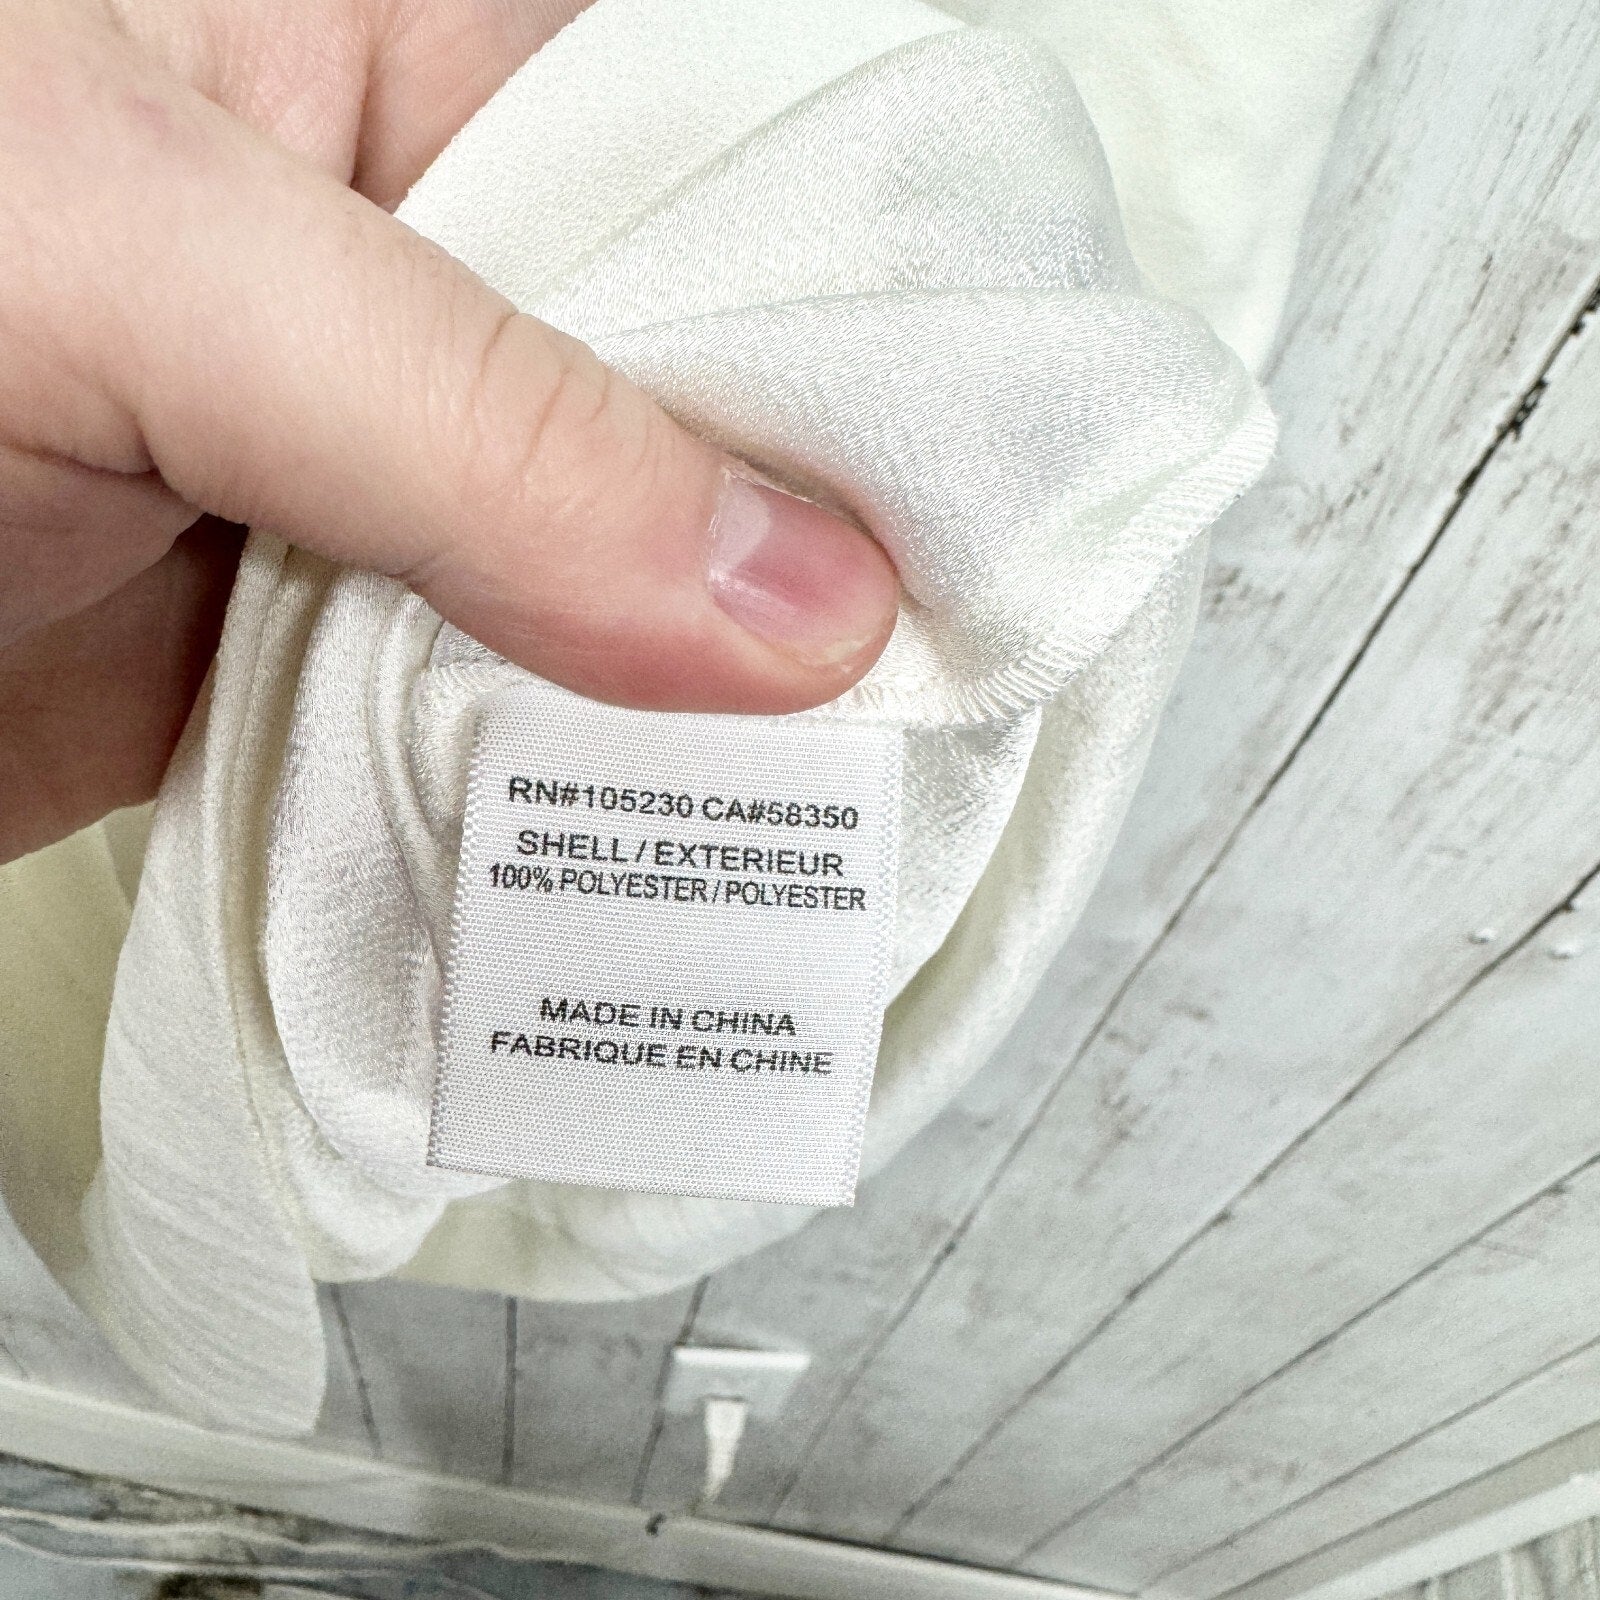 RN#105230 CA#58350
SHELL / EXTERIEUR
100% POLYESTER / POLYESTER
MADE IN CHINA
FABRIQUE EN CHINE